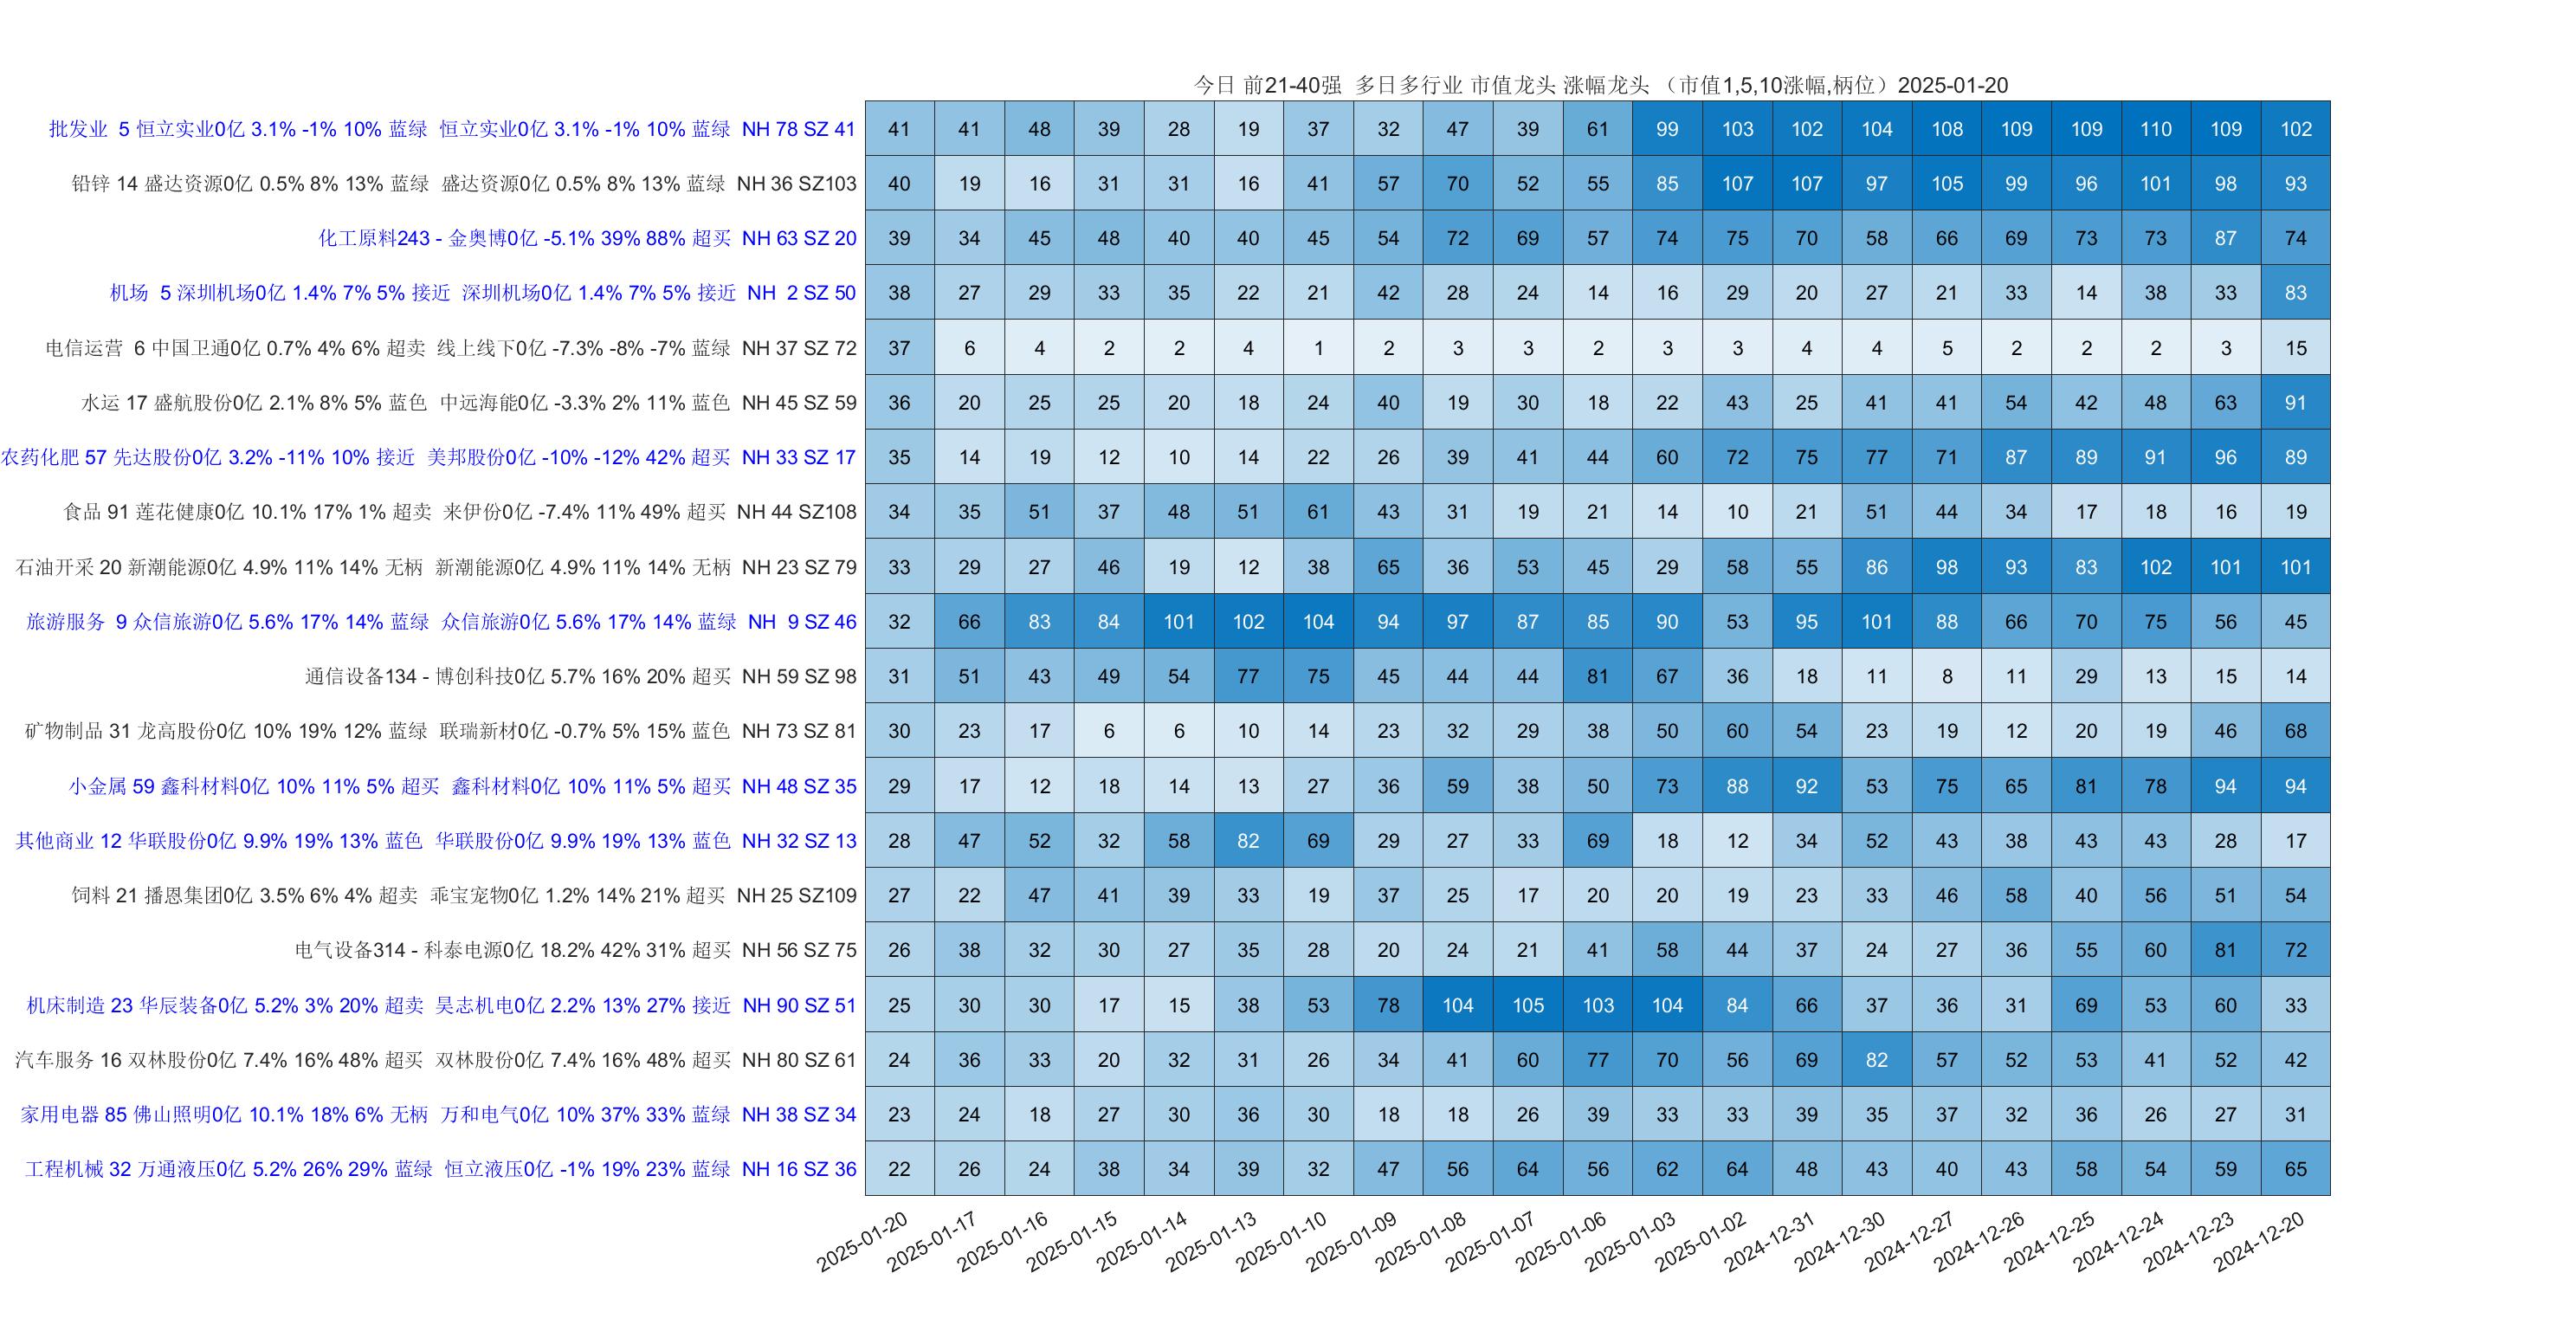 今日 前21-40强 多日多行业 市值龙头 涨幅龙头 （市值1,5,10涨幅,柄位）2025-01-20
批发业 5 恒立实业0亿 3.1% -1% 10% 蓝绿 恒立实业0亿 3.1% -1% 10% 蓝绿 NH 78 SZ 41 41 41 48 39 28 19 37 32 47 39 61 99 103 102 104 108 109 109 110 109 102
铅锌 14 盛达资源0亿 0.5% 8% 13% 蓝绿 盛达资源0亿 0.5% 8% 13% 蓝绿 NH 36 SZ103 40 19 16 31 31 16 41 57 70 52 55 85 107 107 97 105 99 96 101 98 93
化工原料243 - 金奥博0亿 -5.1% 39% 88% 超买 NH 63 SZ 20 39 34 45 48 40 40 45 54 72 69 57 74 75 70 58 66 69 73 73 87 74
机场 5 深圳机场0亿 1.4% 7% 5% 接近 深圳机场0亿 1.4% 7% 5% 接近 NH 2 SZ 50 38 27 29 33 35 22 21 42 28 24 14 16 29 20 27 21 33 14 38 33 83
电信运营 6 中国卫通0亿 0.7% 4% 6% 超卖 线上线下0亿 -7.3% -8% -7% 蓝绿 NH 37 SZ 72 37 6 4 2 2 4 1 2 3 3 2 3 3 4 4 5 2 2 2 3 15
水运 17 盛航股份0亿 2.1% 8% 5% 蓝色 中远海能0亿 -3.3% 2% 11% 蓝色 NH 45 SZ 59 36 20 25 25 20 18 24 40 19 30 18 22 43 25 41 41 54 42 48 63 91
农药化肥 57 先达股份0亿 3.2% -11% 10% 接近 美邦股份0亿 -10% -12% 42% 超买 NH 33 SZ 17 35 14 19 12 10 14 22 26 39 41 44 60 72 75 77 71 87 89 91 96 89
食品 91 莲花健康0亿 10.1% 17% 1% 超卖 来伊份0亿 -7.4% 11% 49% 超买 NH 44 SZ108 34 35 51 37 48 51 61 43 31 19 21 14 10 21 51 44 34 17 18 16 19
石油开采 20 新潮能源0亿 4.9% 11% 14% 无柄 新潮能源0亿 4.9% 11% 14% 无柄 NH 23 SZ 79 33 29 27 46 19 12 38 65 36 53 45 29 58 55 86 98 93 83 102 101 101
旅游服务 9 众信旅游0亿 5.6% 17% 14% 蓝绿 众信旅游0亿 5.6% 17% 14% 蓝绿 NH 9 SZ 46 32 66 83 84 101 102 104 94 97 87 85 90 53 95 101 88 66 70 75 56 45
通信设备134 - 博创科技0亿 5.7% 16% 20% 超买 NH 59 SZ 98 31 51 43 49 54 77 75 45 44 44 81 67 36 18 11 8 11 29 13 15 14
矿物制品 31 龙高股份0亿 10% 19% 12% 蓝绿 联瑞新材0亿 -0.7% 5% 15% 蓝色 NH 73 SZ 81 30 23 17 6 6 10 14 23 32 29 38 50 60 54 23 19 12 20 19 46 68
小金属 59 鑫科材料0亿 10% 11% 5% 超买 鑫科材料0亿 10% 11% 5% 超买 NH 48 SZ 35 29 17 12 18 14 13 27 36 59 38 50 73 88 92 53 75 65 81 78 94 94
其他商业 12 华联股份0亿 9.9% 19% 13% 蓝色 华联股份0亿 9.9% 19% 13% 蓝色 NH 32 SZ 13 28 47 52 32 58 82 69 29 27 33 69 18 12 34 52 43 38 43 43 28 17
饲料 21 播恩集团0亿 3.5% 6% 4% 超卖 乖宝宠物0亿 1.2% 14% 21% 超买 NH 25 SZ109 27 22 47 41 39 33 19 37 25 17 20 20 19 23 33 46 58 40 56 51 54
电气设备314 - 科泰电源0亿 18.2% 42% 31% 超买 NH 56 SZ 75 26 38 32 30 27 35 28 20 24 21 41 58 44 37 24 27 36 55 60 81 72
机床制造 23 华辰装备0亿 5.2% 3% 20% 超卖 昊志机电0亿 2.2% 13% 27% 接近 NH 90 SZ 51 25 30 30 17 15 38 53 78 104 105 103 104 84 66 37 36 31 69 53 60 33
汽车服务 16 双林股份0亿 7.4% 16% 48% 超买 双林股份0亿 7.4% 16% 48% 超买 NH 80 SZ 61 24 36 33 20 32 31 26 34 41 60 77 70 56 69 82 57 52 53 41 52 42
家用电器 85 佛山照明0亿 10.1% 18% 6% 无柄 万和电气0亿 10% 37% 33% 蓝绿 NH 38 SZ 34 23 24 18 27 30 36 30 18 18 26 39 33 33 39 35 37 32 36 26 27 31
工程机械 32 万通液压0亿 5.2% 26% 29% 蓝绿 恒立液压0亿 -1% 19% 23% 蓝绿 NH 16 SZ 36 22 26 24 38 34 39 32 47 56 64 56 62 64 48 43 40 43 58 54 59 65
2025-01-20 2025-01-17 2025-01-16 2025-01-15 2025-01-14 2025-01-13 2025-01-10 2025-01-09 2025-01-08 2025-01-07 2025-01-06 2025-01-03 2025-01-02 2024-12-31 2024-12-30 2024-12-27 2024-12-26 2024-12-25 2024-12-24 2024-12-23 2024-12-20